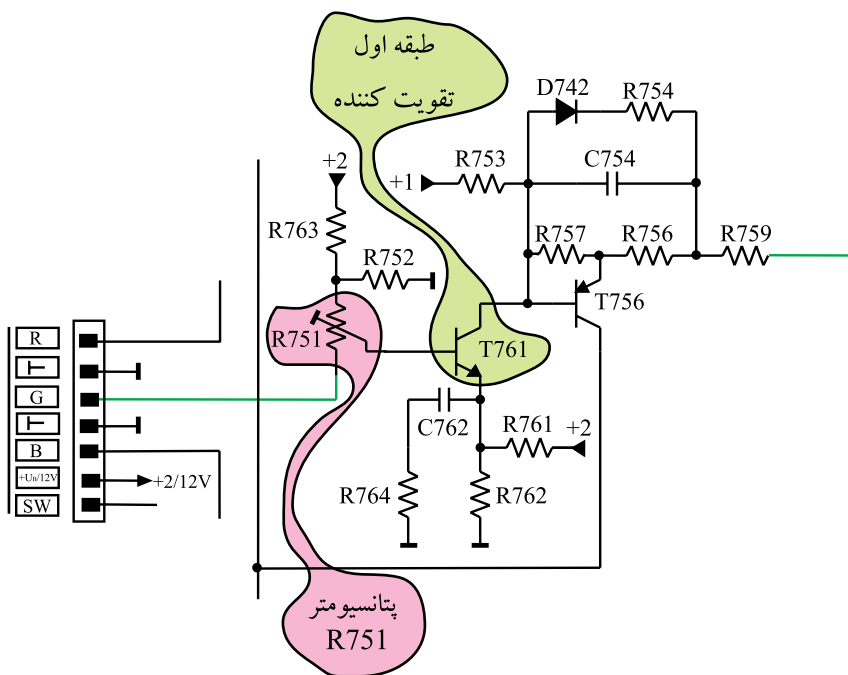 طبقه اول
تقویت کننده
D742
R754
R753
C754
+1
+2
R763
R752
R757
R756
R759
T756
R751
T761
R
G
B
+UB/12V
SW
+2/12V
C762
R761
+2
R764
R762
پتانسیومتر
R751